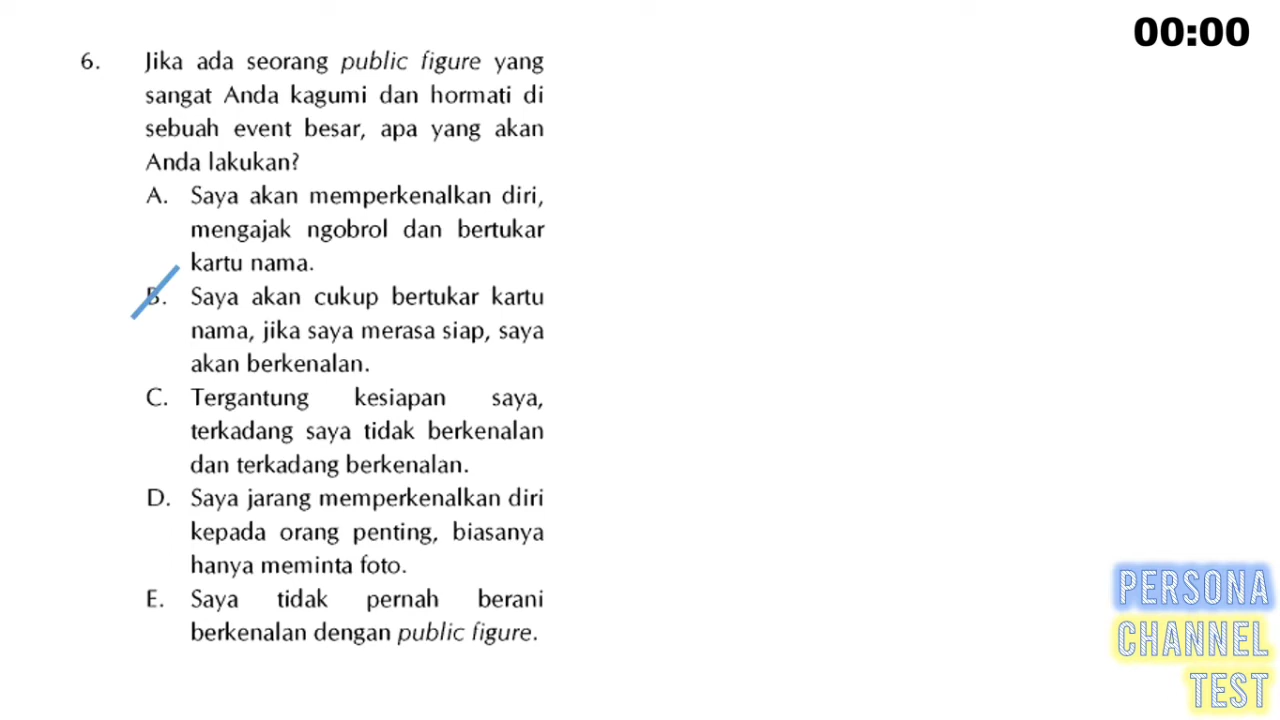 00:00
6. Jika ada seorang public figure yang
sangat Anda kagumi dan hormati di
sebuah event besar, apa yang akan
Anda lakukan?
A. Saya akan memperkenalkan diri,
mengajak ngobrol dan bertukar
kartu nama.
B. Saya akan cukup bertukar kartu
nama, jika saya merasa siap, saya
akan berkenalan.
C. Tergantung kesiapan saya,
terkadang saya tidak berkenalan
dan terkadang berkenalan.
D. Saya jarang memperkenalkan diri
kepada orang penting, biasanya
hanya meminta foto.
E. Saya tidak pernah berani
berkenalan dengan public figure.
PERSONA
CHANNEL
TEST